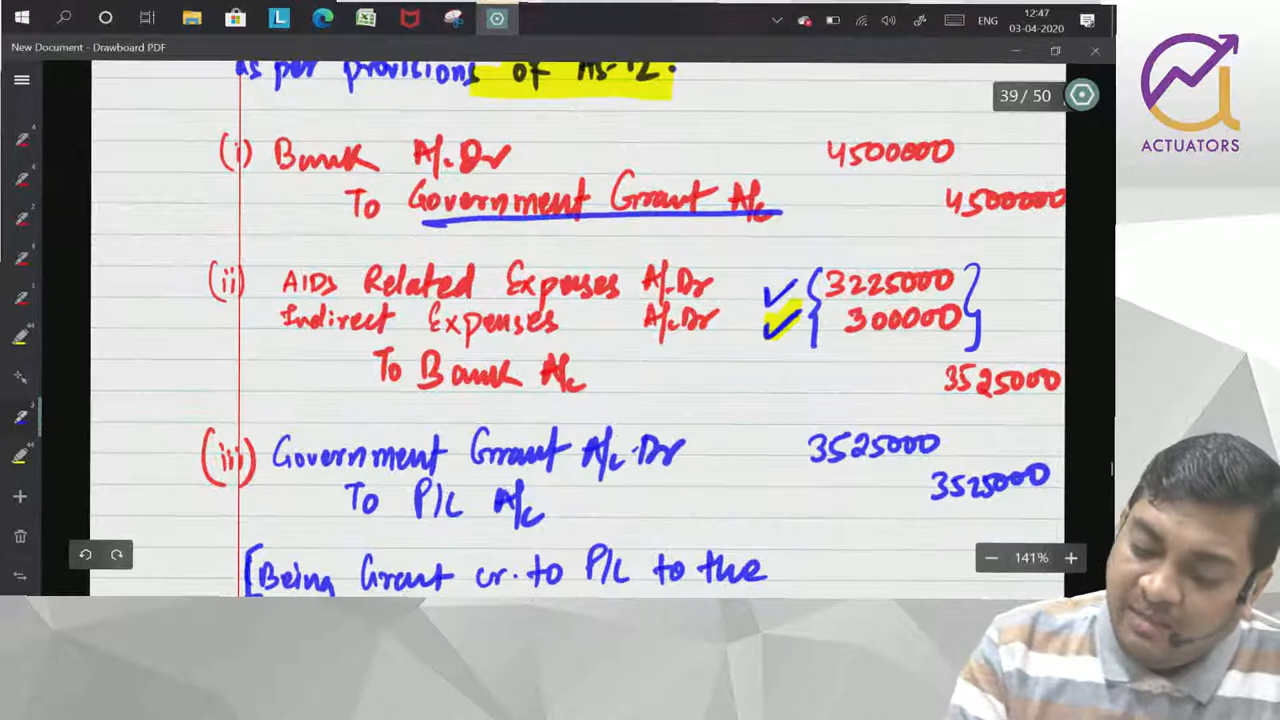 12:47
ENG
03-04-2020
New Document - Drawboard PDF
as per provisions of AS-12.
39 / 50
ACTUATORS
(i) Bank A/c. Dr 4500000
To Government Grant A/c 4500000
(ii) AIDs Related Expenses A/c. Dr 3225000
Indirect Expenses A/c. Dr 300000
To Bank A/c 3525000
(iii) Government Grant A/c. Dr 3525000
To P/L A/c 3525000
141%
[Being Grant cr. to P/L to the